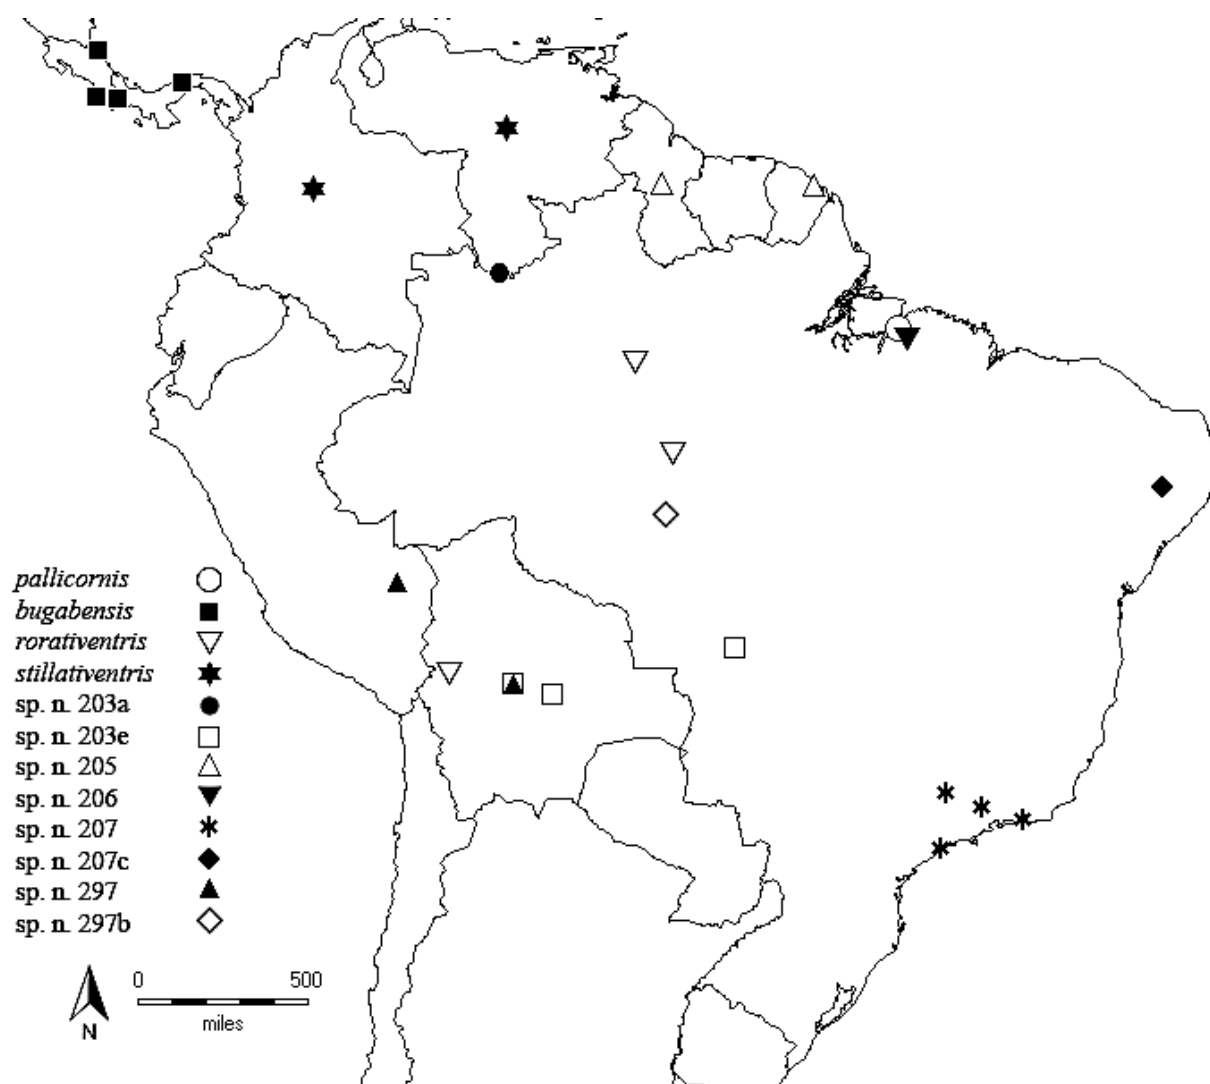 pallicornis
bugabensis
rorativentris
stillativentris
sp. n. 203a
sp. n. 203e
sp. n. 205
sp. n. 206
sp. n. 207
sp. n. 207c
sp. n. 297
sp. n. 297b
0 500
miles
N